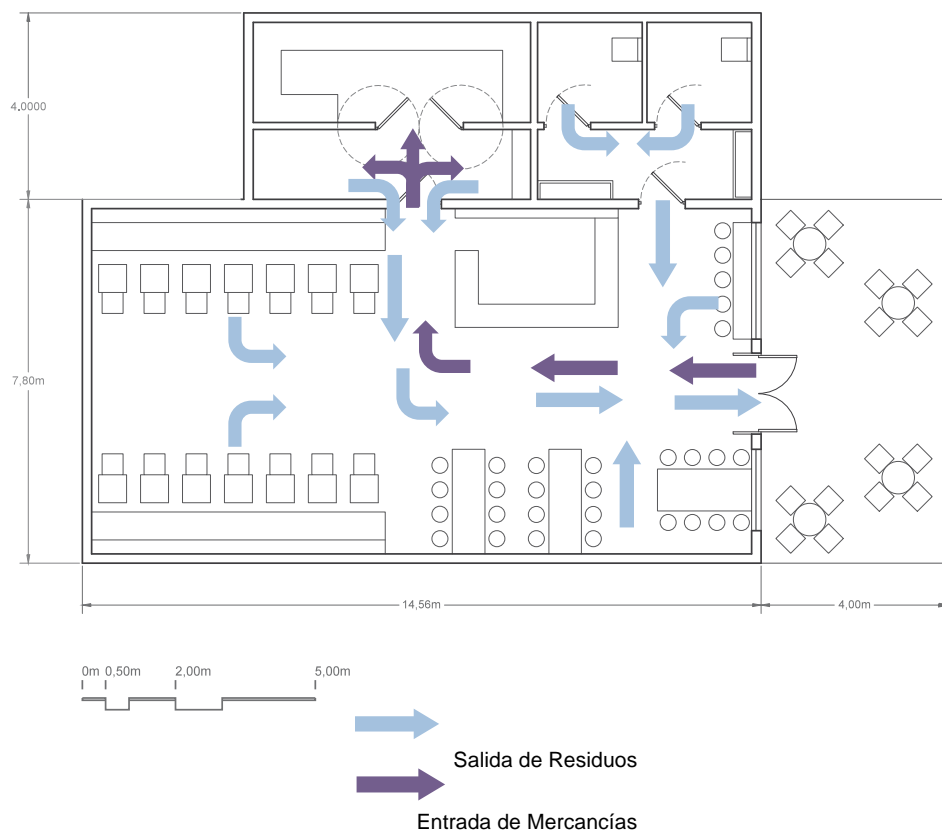 4.0000
7,80m
14,56m
4,00m
0m 0,50m 2,00m 5,00m
Salida de Residuos
Entrada de Mercancías